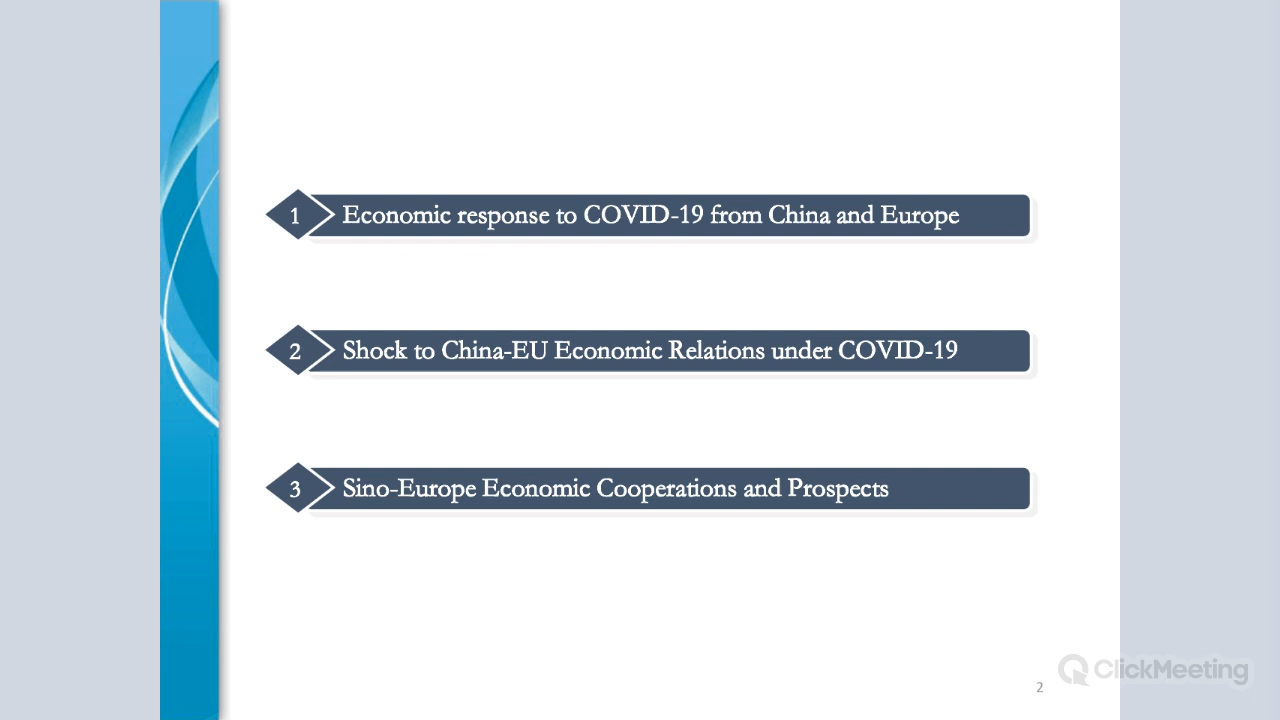 1 Economic response to COVID-19 from China and Europe
2 Shock to China-EU Economic Relations under COVID-19
3 Sino-Europe Economic Cooperations and Prospects
ClickMeeting
2